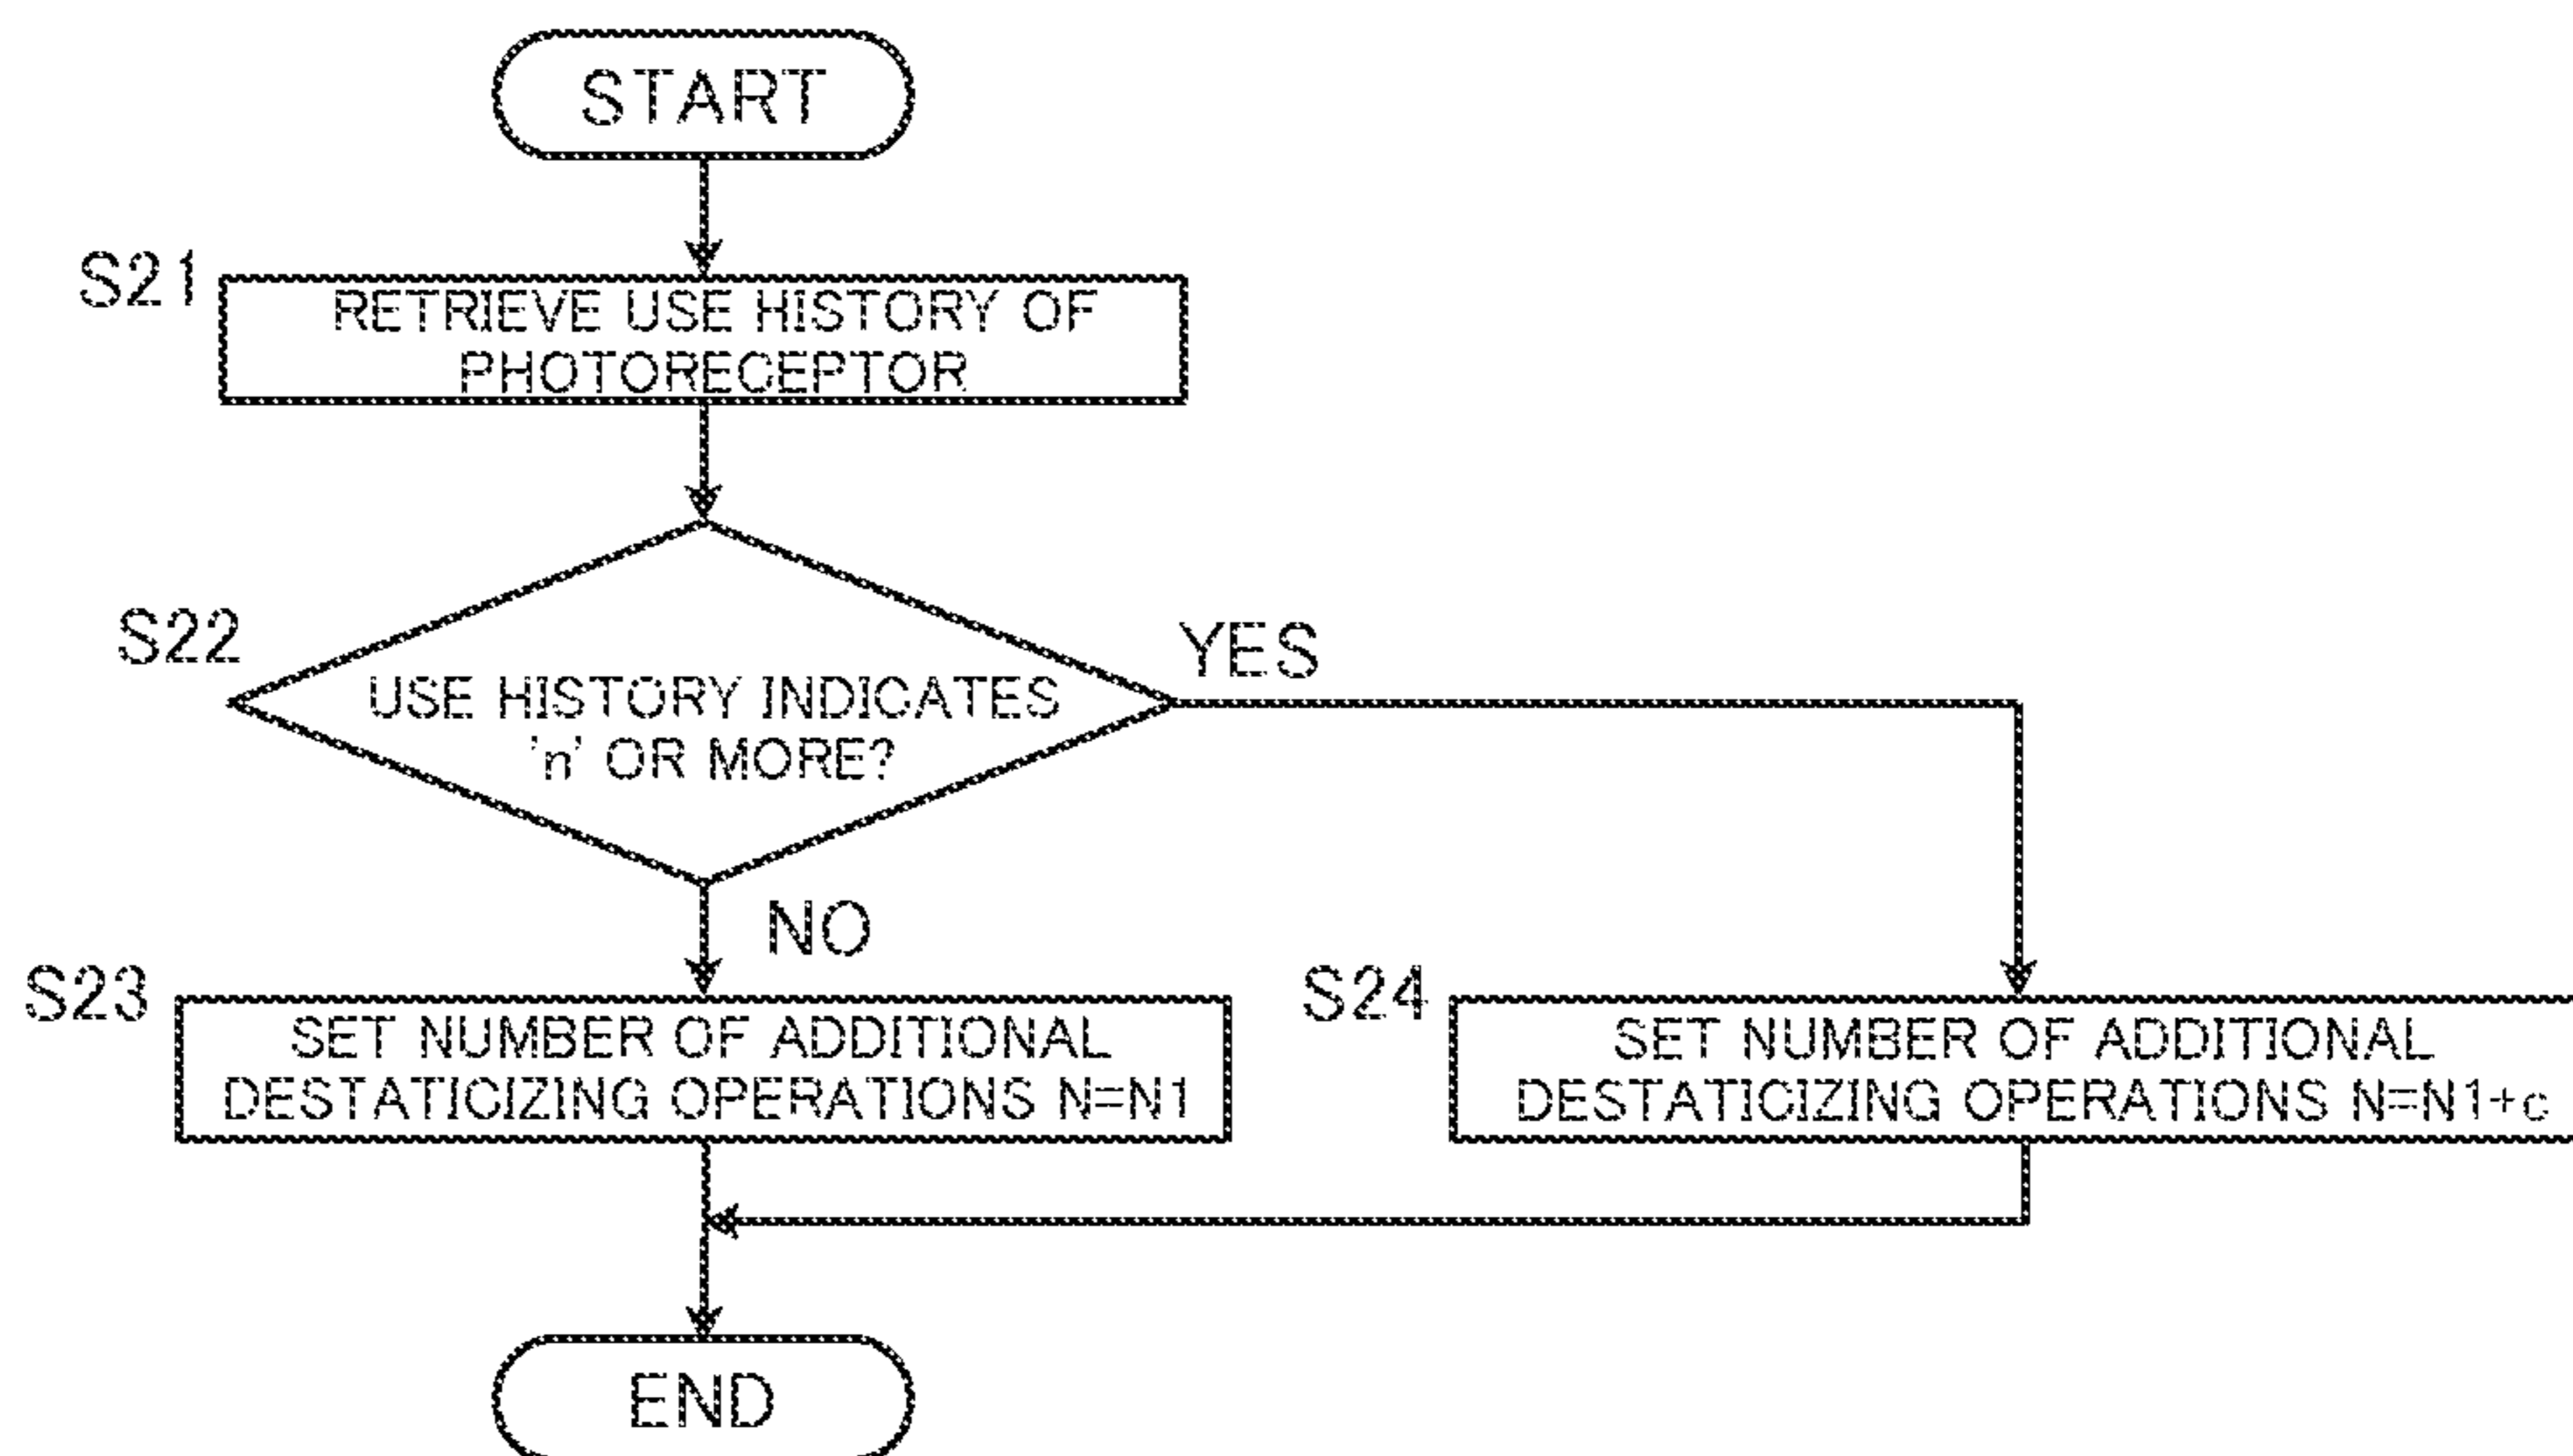 START
S21
RETRIEVE USE HISTORY OF
PHOTORECEPTOR
S22
USE HISTORY INDICATES
'n' OR MORE?
YES
NO
S23
SET NUMBER OF ADDITIONAL
DESTATICIZING OPERATIONS N=N1
S24
SET NUMBER OF ADDITIONAL
DESTATICIZING OPERATIONS N=N1+c
END